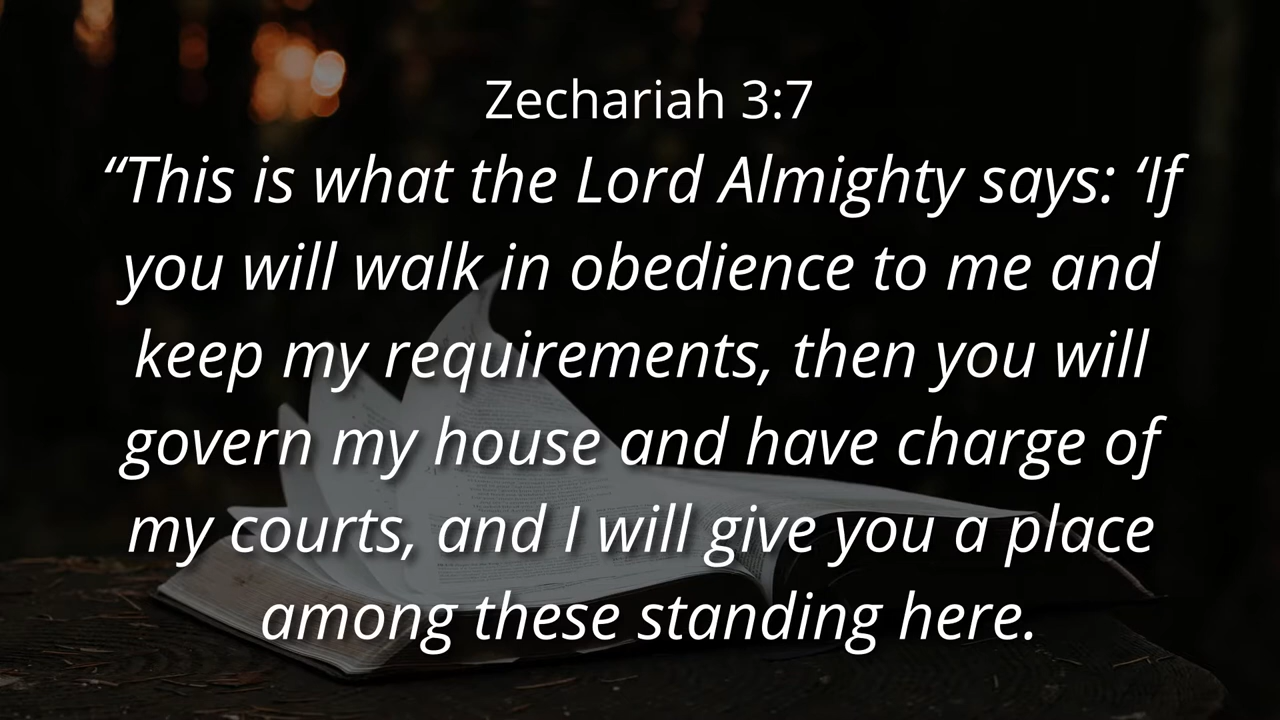 Zechariah 3:7
“This is what the Lord Almighty says: ‘If
you will walk in obedience to me and
keep my requirements, then you will
govern my house and have charge of
my courts, and I will give you a place
among these standing here.